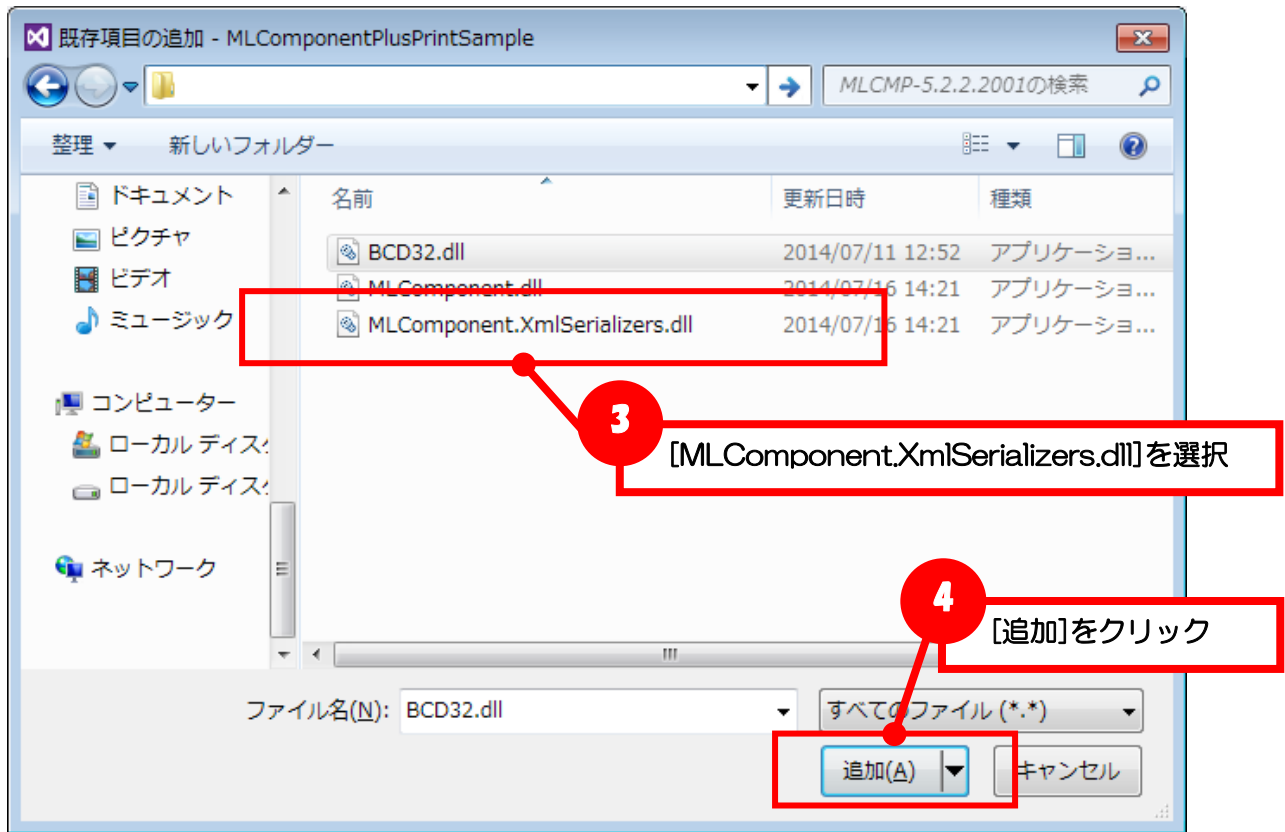 既存項目の追加 - MLComponentPlusPrintSample
MLCMP-5.2.2.2001の検索
整理 新しいフォルダー
ドキュメント
ピクチャ
ビデオ
ミュージック
コンピューター
ローカル ディスク
ローカル ディスク
ネットワーク
名前 更新日時 種類
BCD32.dll 2014/07/11 12:52 アプリケーショ...
MLComponent.dll 2014/07/16 14:21 アプリケーショ...
MLComponent.XmlSerializers.dll 2014/07/16 14:21 アプリケーショ...
3
[MLComponent.XmlSerializers.dll]を選択
4
[追加]をクリック
ファイル名(N): BCD32.dll すべてのファイル (*.*)
追加(A) キャンセル